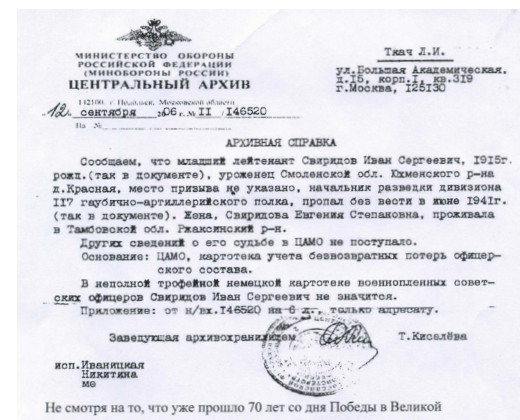 МИНИСТЕРСТВО ОБОРОНЫ
РОССИЙСКОЙ ФЕДЕРАЦИИ
(МИНОБОРОНЫ РОССИИ)
ЦЕНТРАЛЬНЫЙ АРХИВ
142100, г. Подольск, Московской области
"12" сентября 2006 г. № 11 /146520
На №
Ткач Л.И.
ул.Большая Академическая,
д.15, корп.1, кв.319
г.Москва, 125130
АРХИВНАЯ СПРАВКА
Сообщаем, что младший лейтенант Свиридов Иван Сергеевич, 1915г.
рожд.(так в документе), уроженец Смоленской обл. Кхменского р-на
д.Красная, место призыва не указано, начальник разведки дивизиона
117 гаубично-артиллерийского полка, пропал без вести в июне 1941г.
(так в документе). Жена, Свиридова Евгения Степановна, проживала
в Тамбовской обл. Ржаксинский р-н.
Других сведений о его судьбе в ЦАМО не поступало.
Основание: ЦАМО, картотека учета безвозвратных потерь офицер-
ского состава.
В неполной трофейной немецкой картотеке военнопленных совет-
ских офицеров Свиридов Иван Сергеевич не значится.
Приложение: от н/вх.146520 на 6 л., только адресату.
Заведующая архивохранилищем Т.Киселёва
исп.Иваницкая
Никитина
ме
Не смотря на то, что уже прошло 70 лет со дня Победы в Великой